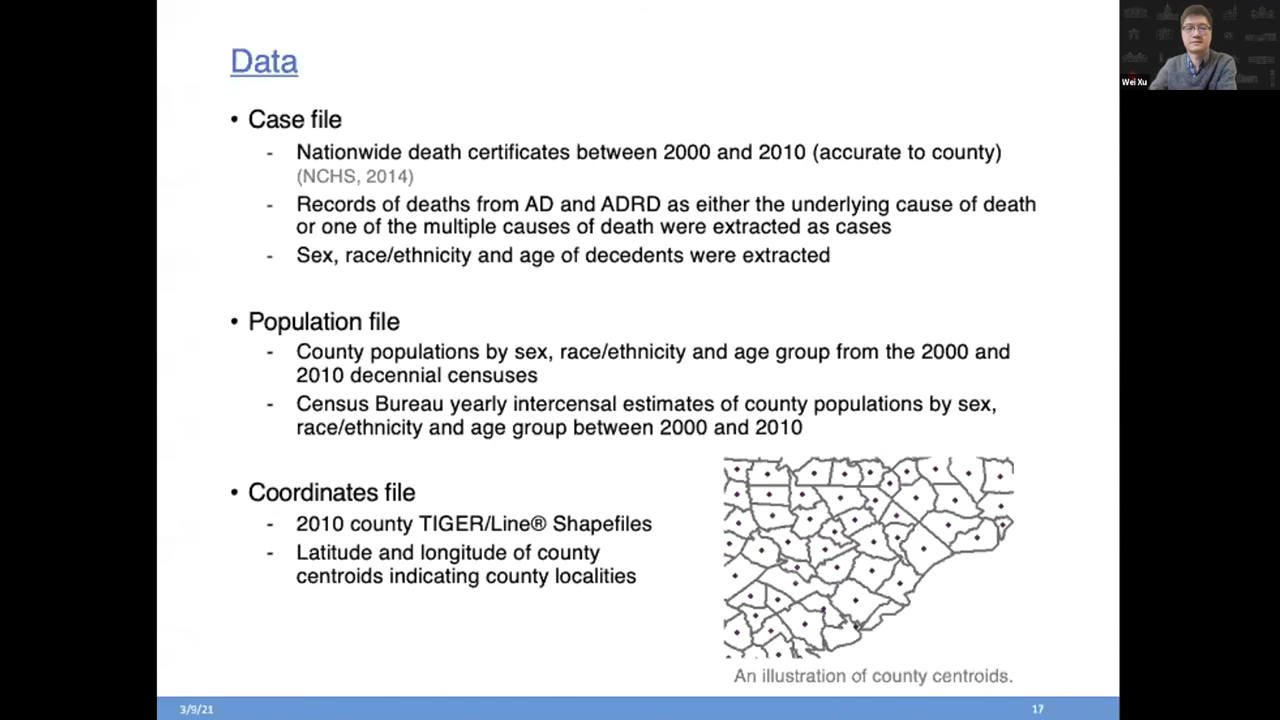 Data
• Case file
- Nationwide death certificates between 2000 and 2010 (accurate to county)
(NCHS, 2014)
- Records of deaths from AD and ADRD as either the underlying cause of death
or one of the multiple causes of death were extracted as cases
- Sex, race/ethnicity and age of decedents were extracted
• Population file
- County populations by sex, race/ethnicity and age group from the 2000 and
2010 decennial censuses
- Census Bureau yearly intercensal estimates of county populations by sex,
race/ethnicity and age group between 2000 and 2010
• Coordinates file
- 2010 county TIGER/Line® Shapefiles
- Latitude and longitude of county
centroids indicating county localities
An illustration of county centroids.
3/9/21
17
Wei Xu